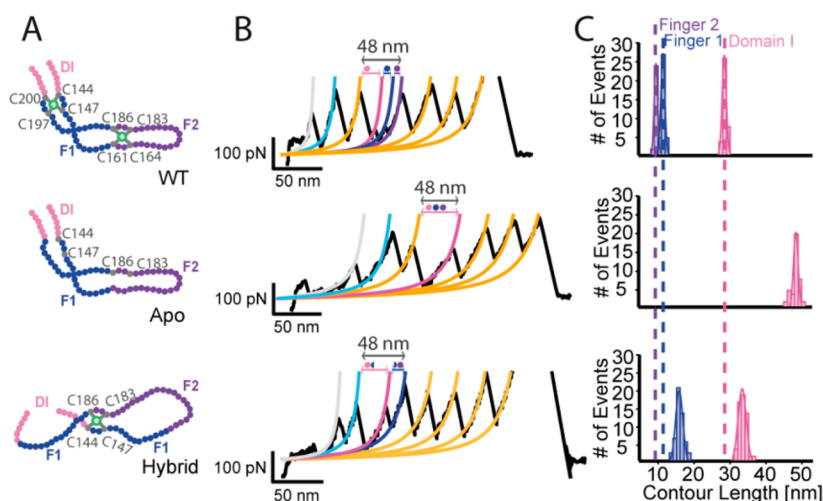 A
DI
C144
C200
C147
C186
C183
C197
F2
F1
C161
C164
WT
DI
C144
C147
C186
C183
F2
F1
Apo
DI
C186
C183
F2
C144
C147
F1
F1
Hybrid
B
48 nm
100 pN
50 nm
48 nm
100 pN
50 nm
48 nm
100 pN
50 nm
C
Finger 2
Finger 1
Domain I
# of Events
30
25
20
15
10
5
# of Events
30
25
20
15
10
5
# of Events
30
25
20
15
10
5
10 20 30 40 50
Contour Length [nm]